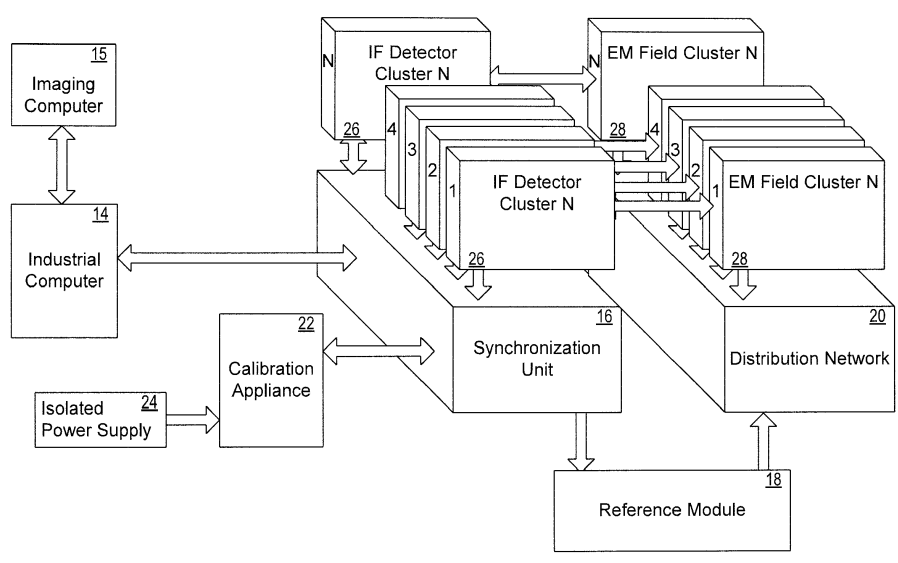 15
Imaging
Computer
14
Industrial
Computer
22
Calibration
Appliance
24
Isolated
Power Supply
N
IF Detector
Cluster N
26
4
3
2
1
IF Detector
Cluster N
26
N
EM Field Cluster N
28
4
3
2
1
EM Field Cluster N
28
16
Synchronization
Unit
20
Distribution Network
18
Reference Module